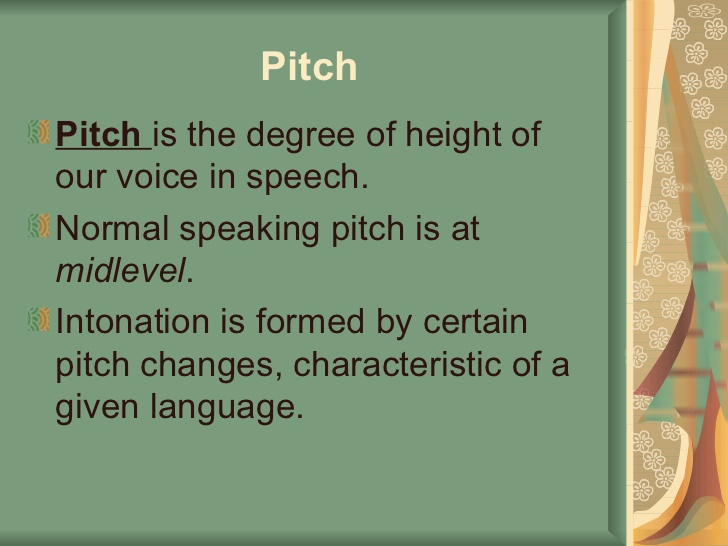 Pitch
Pitch is the degree of height of
our voice in speech.
Normal speaking pitch is at
midlevel.
Intonation is formed by certain
pitch changes, characteristic of a
given language.